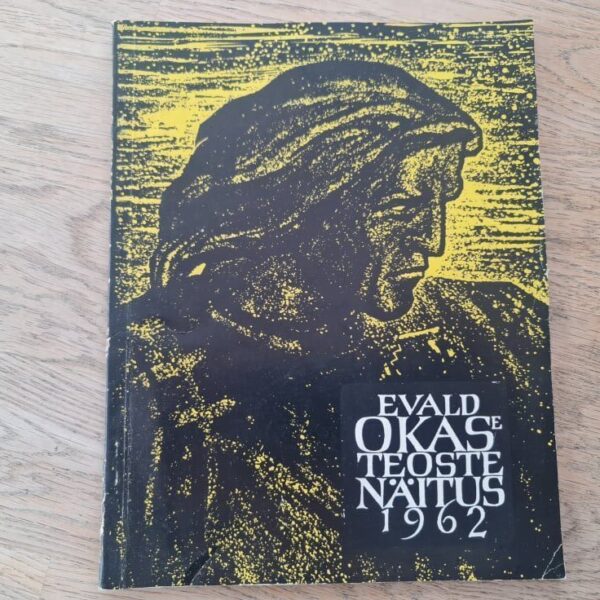 EVALD
OKASE
TEOSTE
NÄITUS
1962